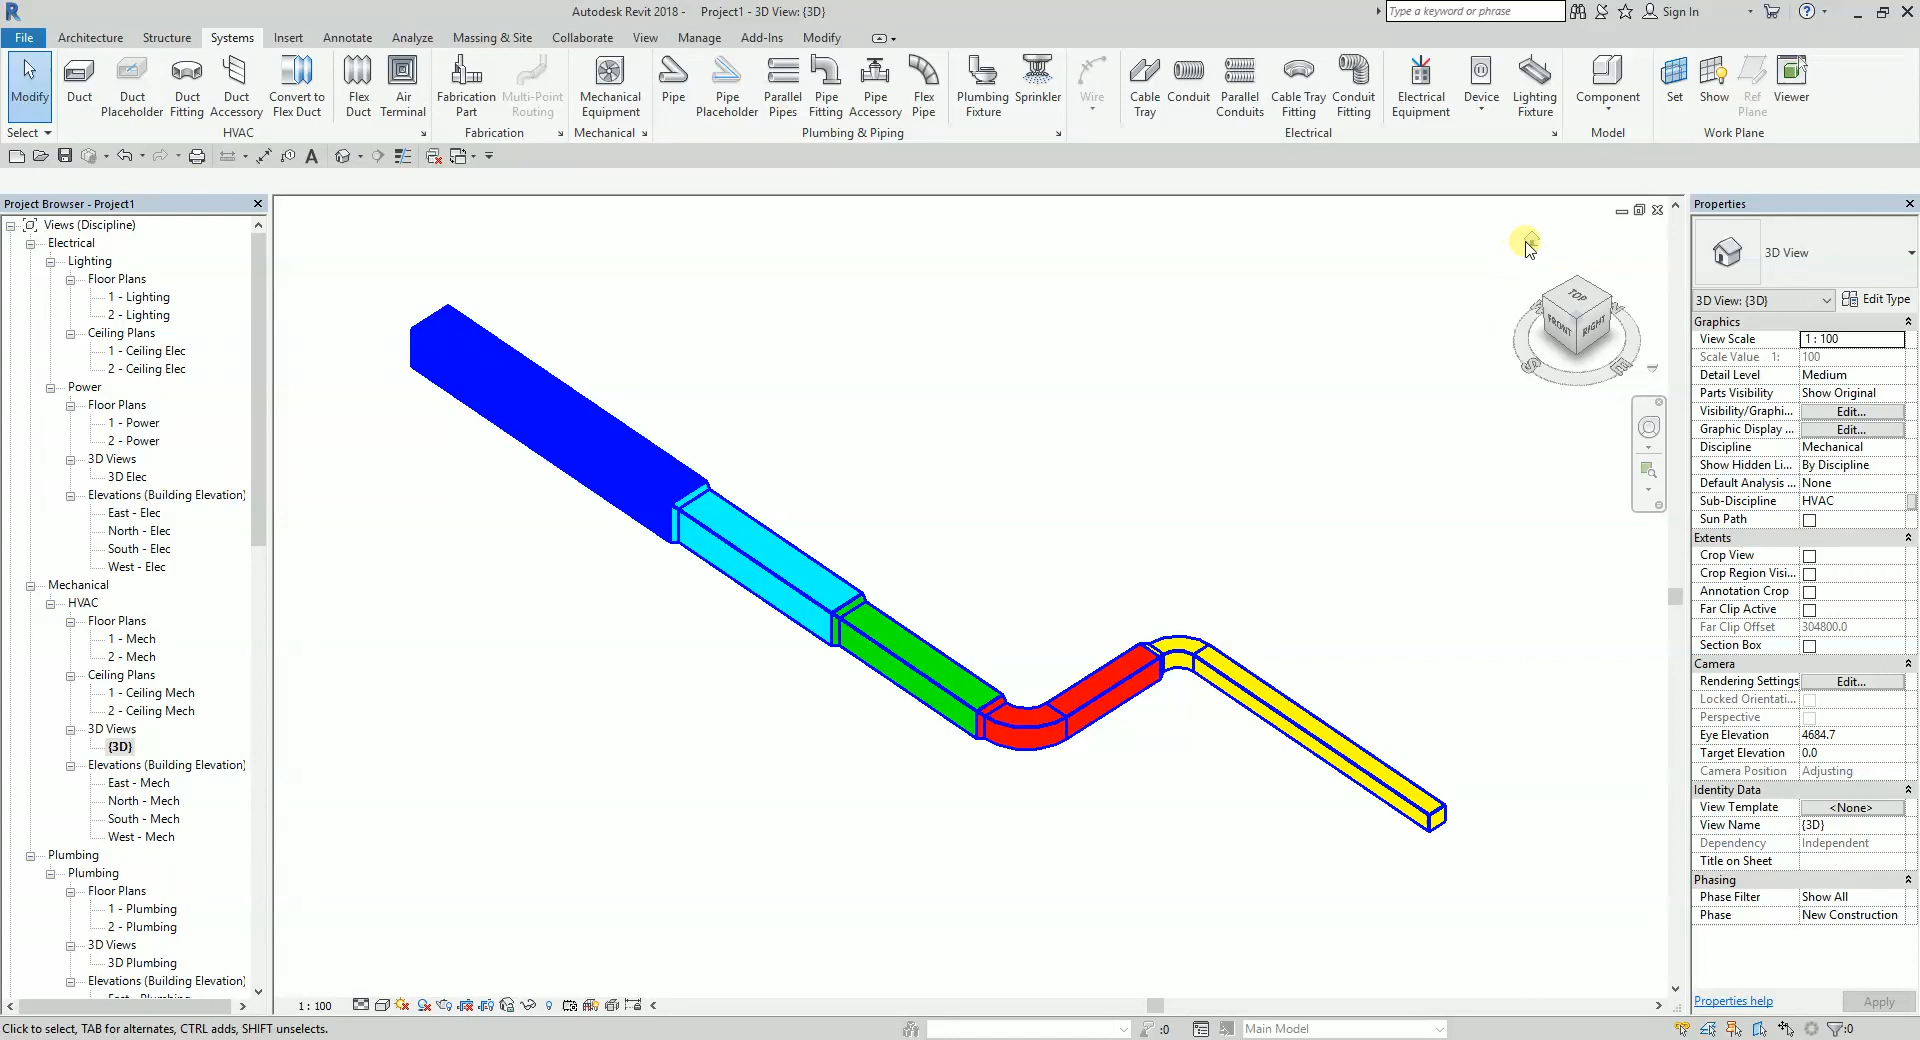 Autodesk Revit 2018 -     Project1 - 3D View: {3D}
Type a keyword or phrase
Sign In
File Architecture Structure Systems Insert Annotate Analyze Massing & Site Collaborate View Manage Add-Ins Modify
Modify
Duct
Duct Placeholder
Duct Fitting
Duct Accessory
Convert to Flex Duct
Flex Duct
Air Terminal
Fabrication Part
Multi-Point Routing
Mechanical Equipment
Pipe
Pipe Placeholder
Parallel Pipes
Pipe Fitting
Pipe Accessory
Flex Pipe
Plumbing Fixture
Sprinkler
Wire
Cable Tray
Conduit
Parallel Conduits
Cable Tray Fitting
Conduit Fitting
Electrical Equipment
Device
Lighting Fixture
Component
Set
Show
Ref Plane
Viewer
Select HVAC Fabrication Mechanical Plumbing & Piping Electrical Model Work Plane
Project Browser - Project1
Views (Discipline)
Electrical
Lighting
Floor Plans
1 - Lighting
2 - Lighting
Ceiling Plans
1 - Ceiling Elec
2 - Ceiling Elec
Power
Floor Plans
1 - Power
2 - Power
3D Views
3D Elec
Elevations (Building Elevation)
East - Elec
North - Elec
South - Elec
West - Elec
Mechanical
HVAC
Floor Plans
1 - Mech
2 - Mech
Ceiling Plans
1 - Ceiling Mech
2 - Ceiling Mech
3D Views
{3D}
Elevations (Building Elevation)
East - Mech
North - Mech
South - Mech
West - Mech
Plumbing
Plumbing
Floor Plans
1 - Plumbing
2 - Plumbing
3D Views
3D Plumbing
Elevations (Building Elevation)
TOP
FRONT RIGHT
Properties
3D View
3D View: {3D} Edit Type
Graphics
View Scale 1 : 100
Scale Value 1: 100
Detail Level Medium
Parts Visibility Show Original
Visibility/Graphi... Edit...
Graphic Display ... Edit...
Discipline Mechanical
Show Hidden Li... By Discipline
Default Analysis ... None
Sub-Discipline HVAC
Sun Path
Extents
Crop View
Crop Region Visi...
Annotation Crop
Far Clip Active
Far Clip Offset 304800.0
Section Box
Camera
Rendering Settings Edit...
Locked Orientati...
Perspective
Eye Elevation 4684.7
Target Elevation 0.0
Camera Position Adjusting
Identity Data
View Template <None>
View Name {3D}
Dependency Independent
Title on Sheet
Phasing
Phase Filter Show All
Phase New Construction
Properties help Apply
1 : 100
Click to select, TAB for alternates, CTRL adds, SHIFT unselects.
:0
Main Model
:0